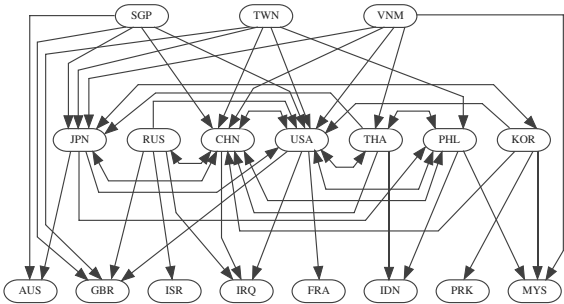 SGP TWN VNM
JPN RUS CHN USA THA PHL KOR
AUS GBR ISR IRQ FRA IDN PRK MYS